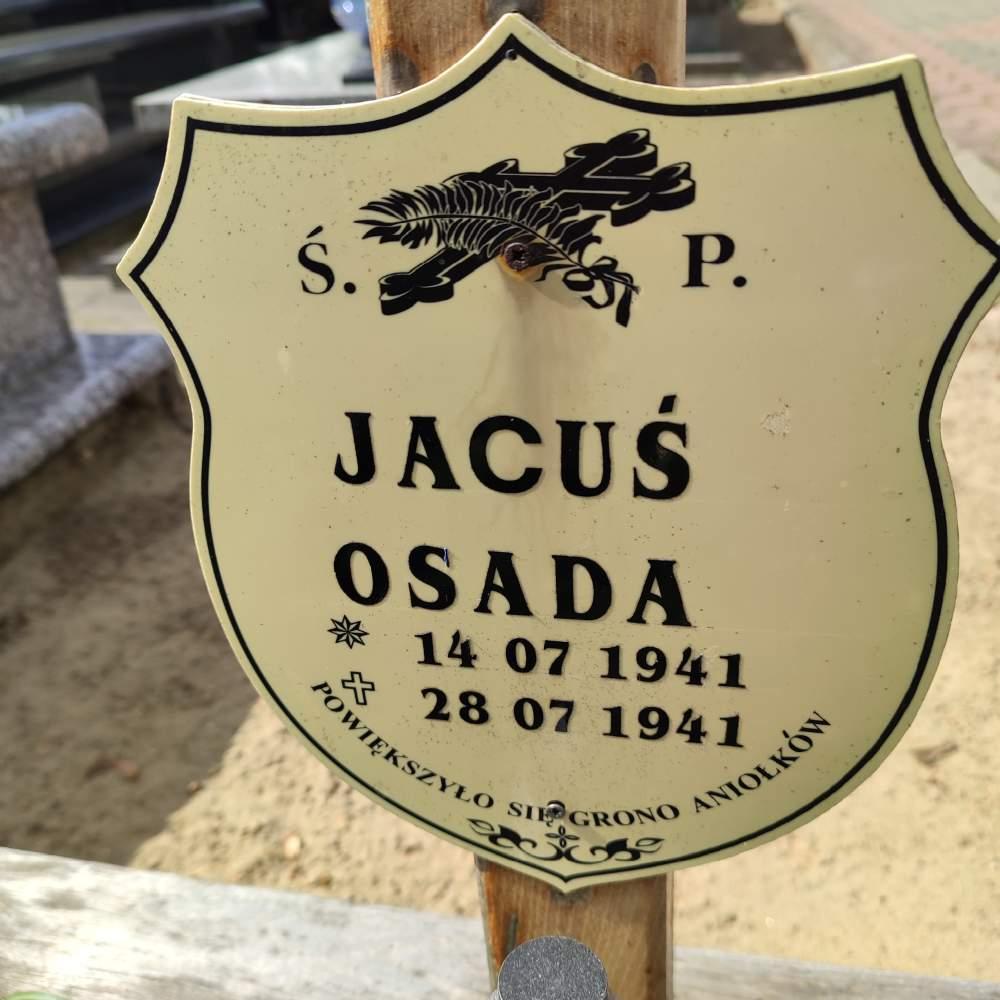 Ś. P.
JACUŚ
OSADA
14 07 1941
28 07 1941
POWIĘKSZYŁO SIĘ GRONO ANIOŁKÓW